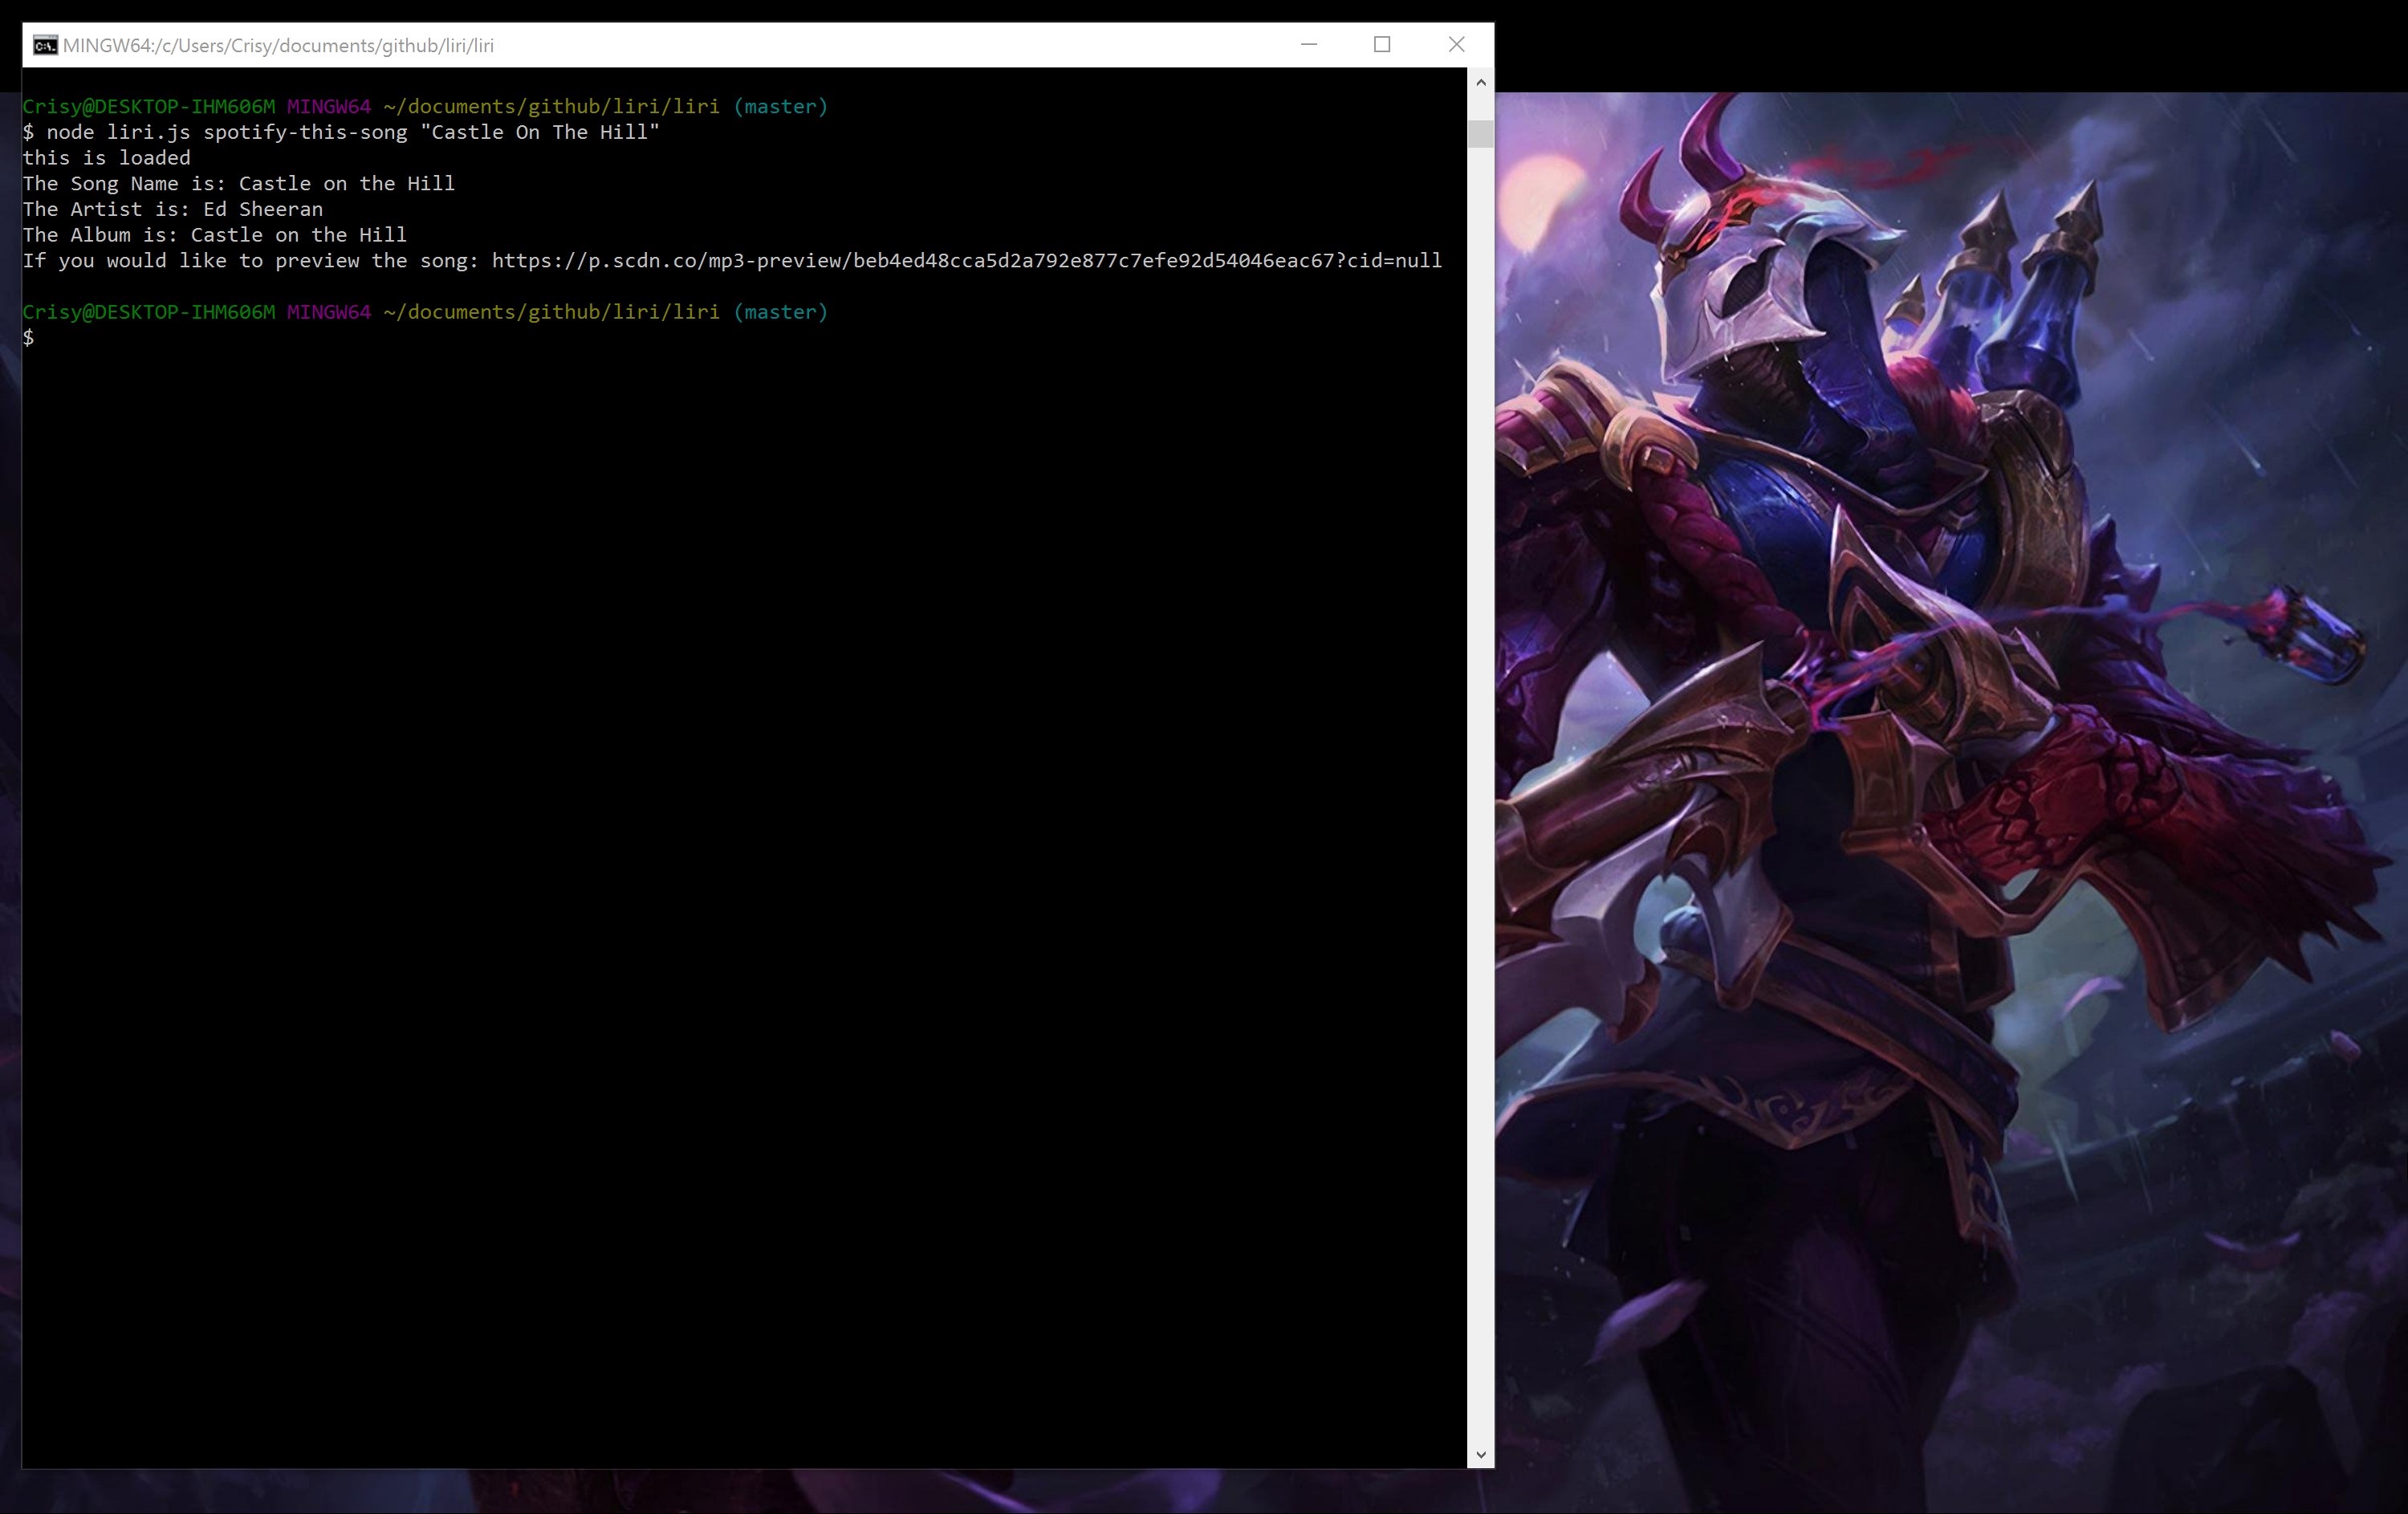 MINGW64:/c/Users/Crisy/documents/github/liri/liri
Crisy@DESKTOP-IHM606M MINGW64 ~/documents/github/liri/liri (master)
$ node liri.js spotify-this-song "Castle On The Hill"
this is loaded
The Song Name is: Castle on the Hill
The Artist is: Ed Sheeran
The Album is: Castle on the Hill
If you would like to preview the song: https://p.scdn.co/mp3-preview/beb4ed48cca5d2a792e877c7efe92d54046eac67?cid=null
Crisy@DESKTOP-IHM606M MINGW64 ~/documents/github/liri/liri (master)
$